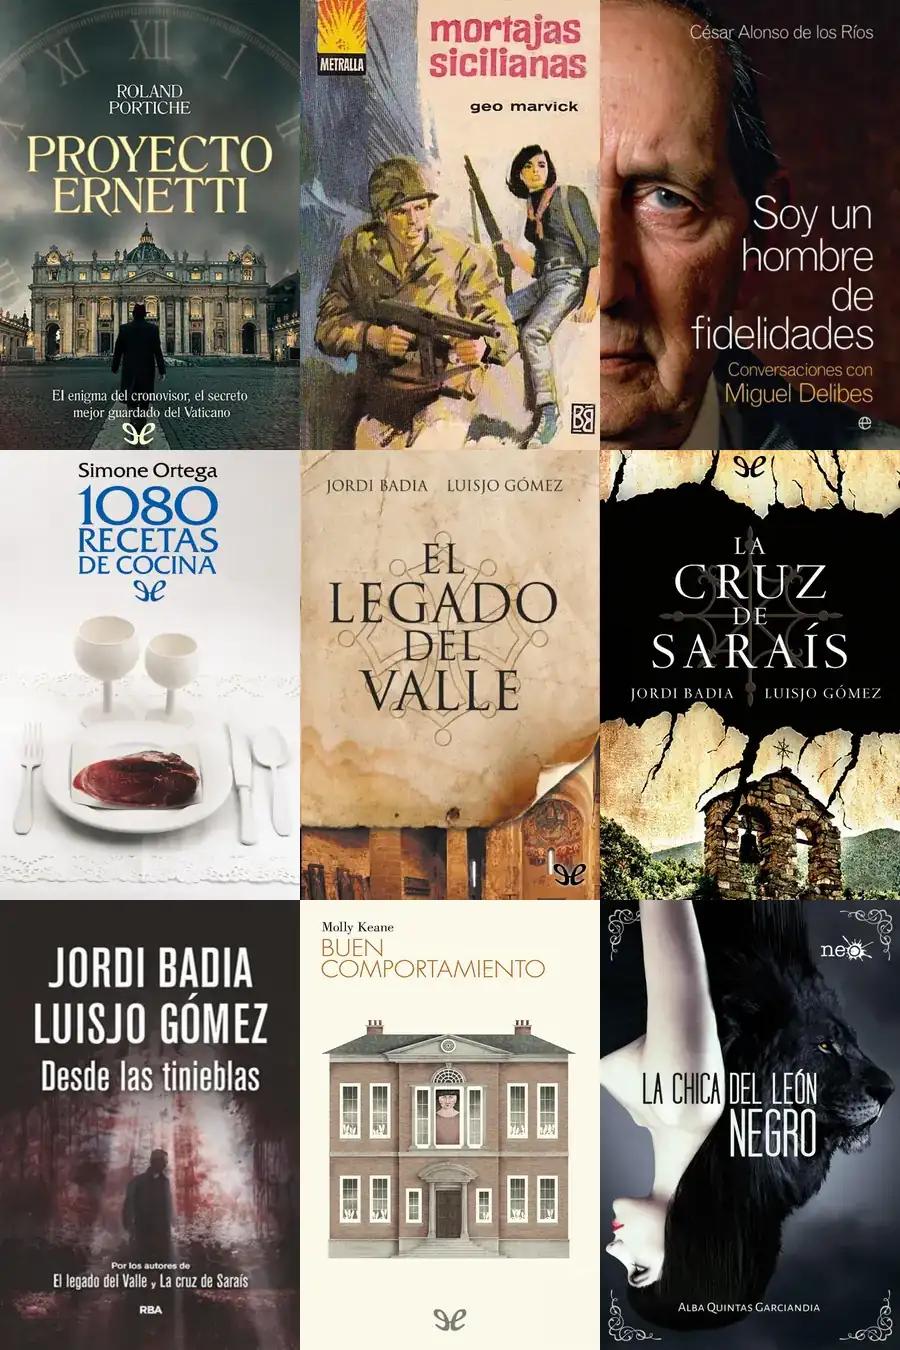 XII
XI
I
ROLAND
PORTICHE
PROYECTO
ERNETTI
El enigma del cronovisor, el secreto
mejor guardado del Vaticano
METRALLA
mortajas
sicilianas
geo marvick
BB
César Alonso de los Ríos
Soy un
hombre
de
fidelidades
Conversaciones con
Miguel Delibes
e
Simone Ortega
1080
RECETAS
DE COCINA
JORDI BADIA LUISJO GÓMEZ
EL
LEGADO
DEL
VALLE
LA
CRUZ
DE
SARAÍS
JORDI BADIA LUISJO GÓMEZ
JORDI BADIA
LUISJO GÓMEZ
Desde las tinieblas
Por los autores de
El legado del Valle y La cruz de Saraís
RBA
Molly Keane
BUEN
COMPORTAMIENTO
neo
LA CHICA DEL LEÓN
NEGRO
ALBA QUINTAS GARCIANDIA